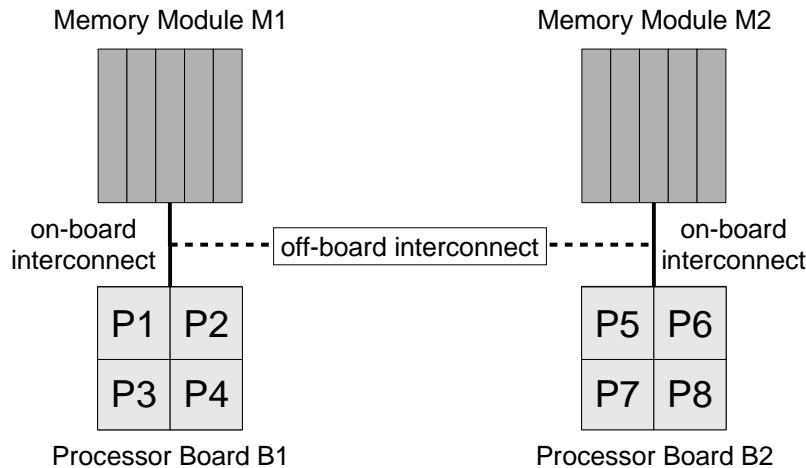 Memory Module M1
Memory Module M2
on-board
interconnect
off-board interconnect
on-board
interconnect
P1 P2
P3 P4
P5 P6
P7 P8
Processor Board B1
Processor Board B2